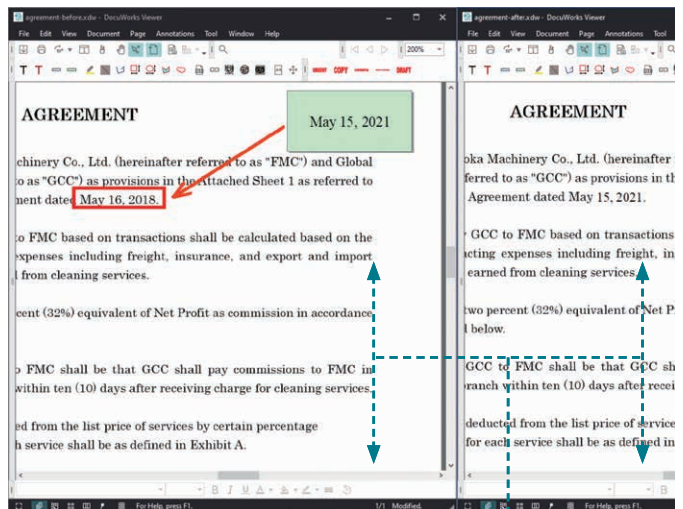 agreement-before.xdw - DocuWorks Viewer
File Edit View Document Page Annotations Tool Window Help
200%
T T
URGENT COPY DRAFT
AGREEMENT
May 15, 2021
chinery Co., Ltd. (hereinafter referred to as "FMC") and Global
to as "GCC") as provisions in the Attached Sheet 1 as referred to
ment dated May 16, 2018.
to FMC based on transactions shall be calculated based on the
expenses including freight, insurance, and export and import
d from cleaning services.
cent (32%) equivalent of Net Profit as commission in accordance
o FMC shall be that GCC shall pay commissions to FMC in
within ten (10) days after receiving charge for cleaning services.
ed from the list price of services by certain percentage
h service shall be as defined in Exhibit A.
B I U A
For Help, press F1.
1/1 Modified.
agreement-after.xdw - DocuWorks Viewer
File Edit View Document Page Annotations Tool
T T
AGREEMENT
oka Machinery Co., Ltd. (hereinafter
ferred to as "GCC") as provisions in th
Agreement dated May 15, 2021.
GCC to FMC based on transactions
acting expenses including freight, in
earned from cleaning services.
two percent (32%) equivalent of Net P
d below.
GCC to FMC shall be that GCC sh
ranch within ten (10) days after recei
deducted from the list price of service
for each service shall be as defined in
B
For Help, press F1.